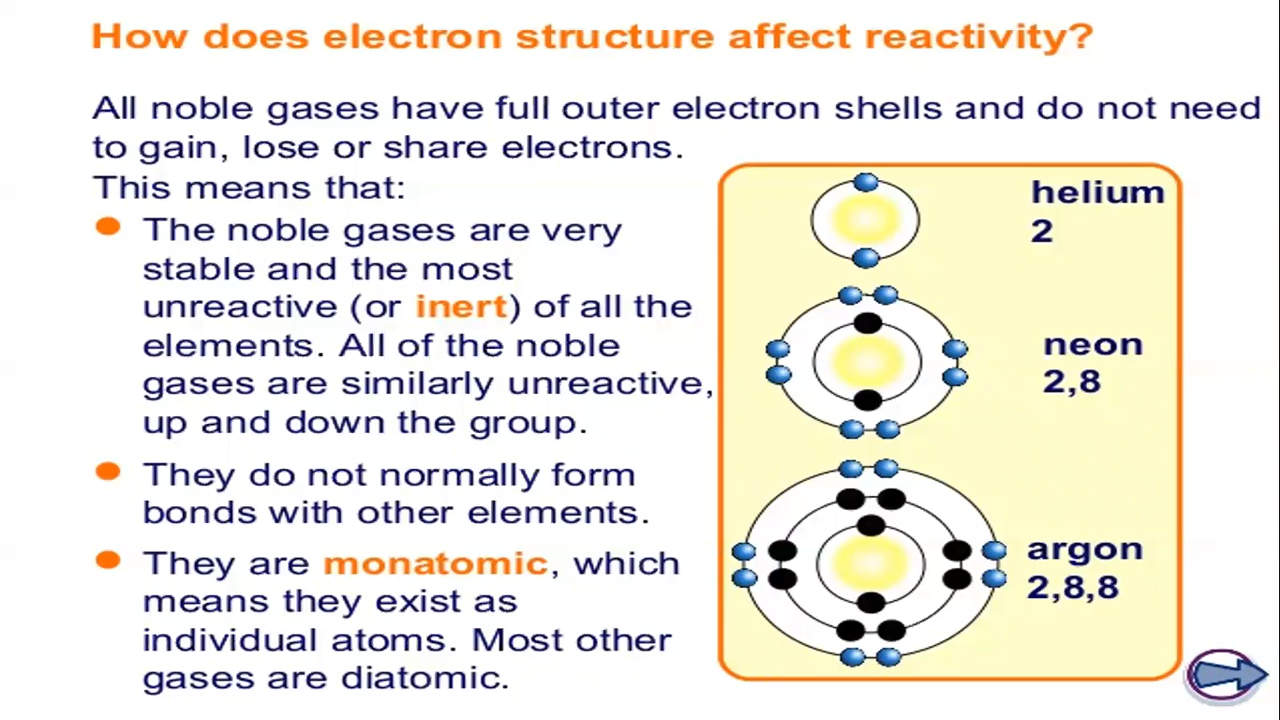 How does electron structure affect reactivity?
All noble gases have full outer electron shells and do not need
to gain, lose or share electrons.
This means that:
The noble gases are very
stable and the most
unreactive (or inert) of all the
elements. All of the noble
gases are similarly unreactive,
up and down the group.
They do not normally form
bonds with other elements.
They are monatomic, which
means they exist as
individual atoms. Most other
gases are diatomic.
helium
2
neon
2,8
argon
2,8,8